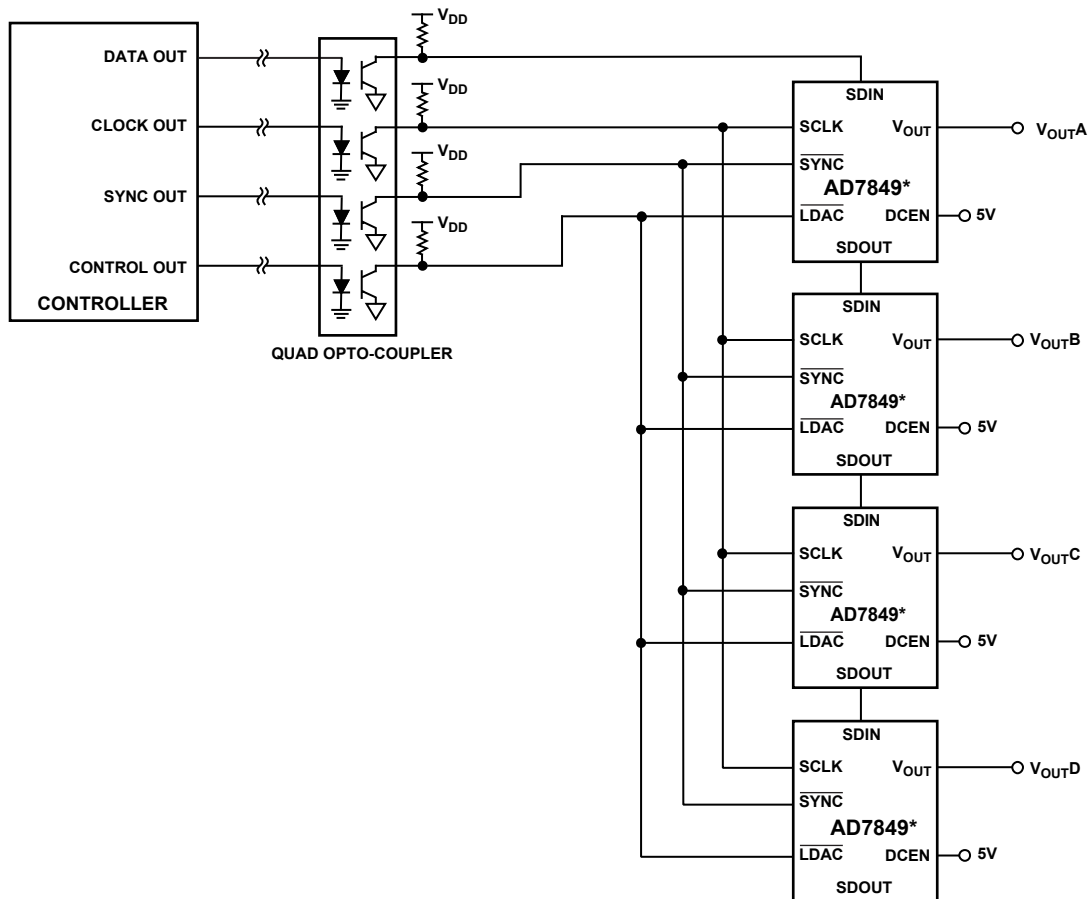 DATA OUT
CLOCK OUT
SYNC OUT
CONTROL OUT
CONTROLLER
QUAD OPTO-COUPLER
VDD
VDD
VDD
VDD
SDIN
SCLK
VOUT
VOUTA
SYNC
AD7849*
LDAC
DCEN
5V
SDOUT
SDIN
SCLK
VOUT
VOUTB
SYNC
AD7849*
LDAC
DCEN
5V
SDOUT
SDIN
SCLK
VOUT
VOUTC
SYNC
AD7849*
LDAC
DCEN
5V
SDOUT
SDIN
SCLK
VOUT
VOUTD
SYNC
AD7849*
LDAC
DCEN
5V
SDOUT